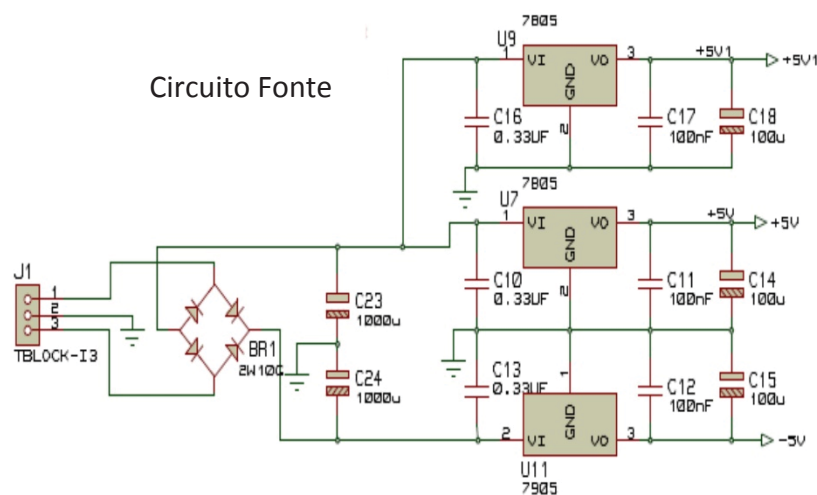 Circuito Fonte
7805
U9
1
VI
VO
3
GND
2
+5V1
+5V1
C16
0.33UF
C17
100nF
C18
100u
7805
U7
1
VI
VO
3
GND
2
+5V
+5V
C10
0.33UF
C11
100nF
C14
100u
J1
1
2
3
TBLOCK-I3
BR1
2W10G
C23
1000u
C24
1000u
C13
0.33UF
1
GND
2
VI
VO
3
U11
7905
C12
100nF
C15
100u
-5V